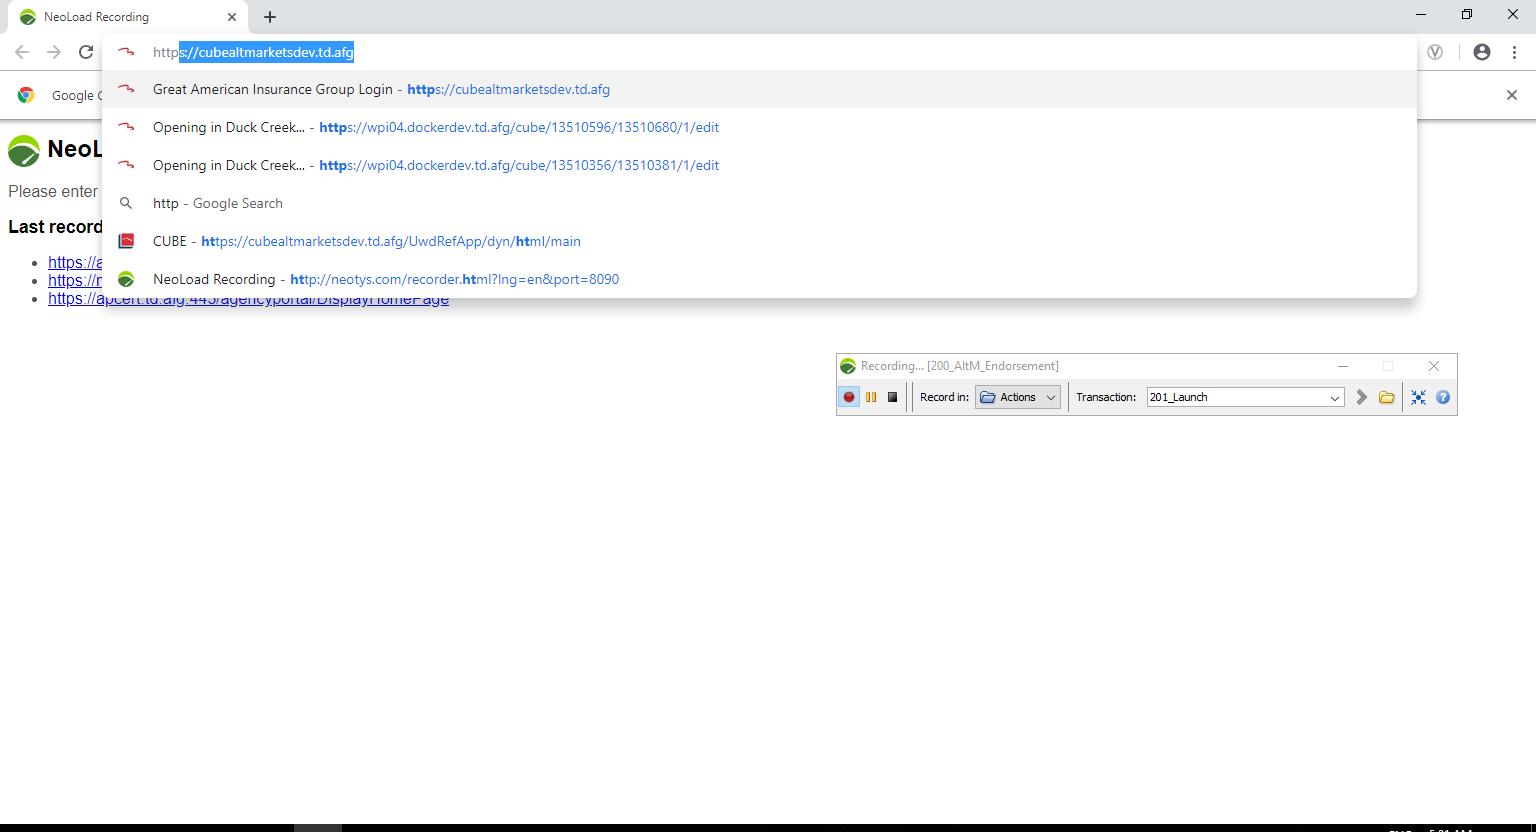 NeoLoad Recording
https://cubealtmarketsdev.td.afg
Great American Insurance Group Login - https://cubealtmarketsdev.td.afg
Google
Opening in Duck Creek... - https://wpi04.dockerdev.td.afg/cube/13510596/13510680/1/edit
NeoL
Opening in Duck Creek... - https://wpi04.dockerdev.td.afg/cube/13510356/13510381/1/edit
Please enter
http - Google Search
Last record
CUBE - https://cubealtmarketsdev.td.afg/UwdRefApp/dyn/html/main
https://a
NeoLoad Recording - http://neotys.com/recorder.html?lng=en&port=8090
https://
https://apcert.td.afg:443/agencyportal/DisplayHomePage
Recording... [200_AltM_Endorsement]
Record in: Actions Transaction: 201_Launch